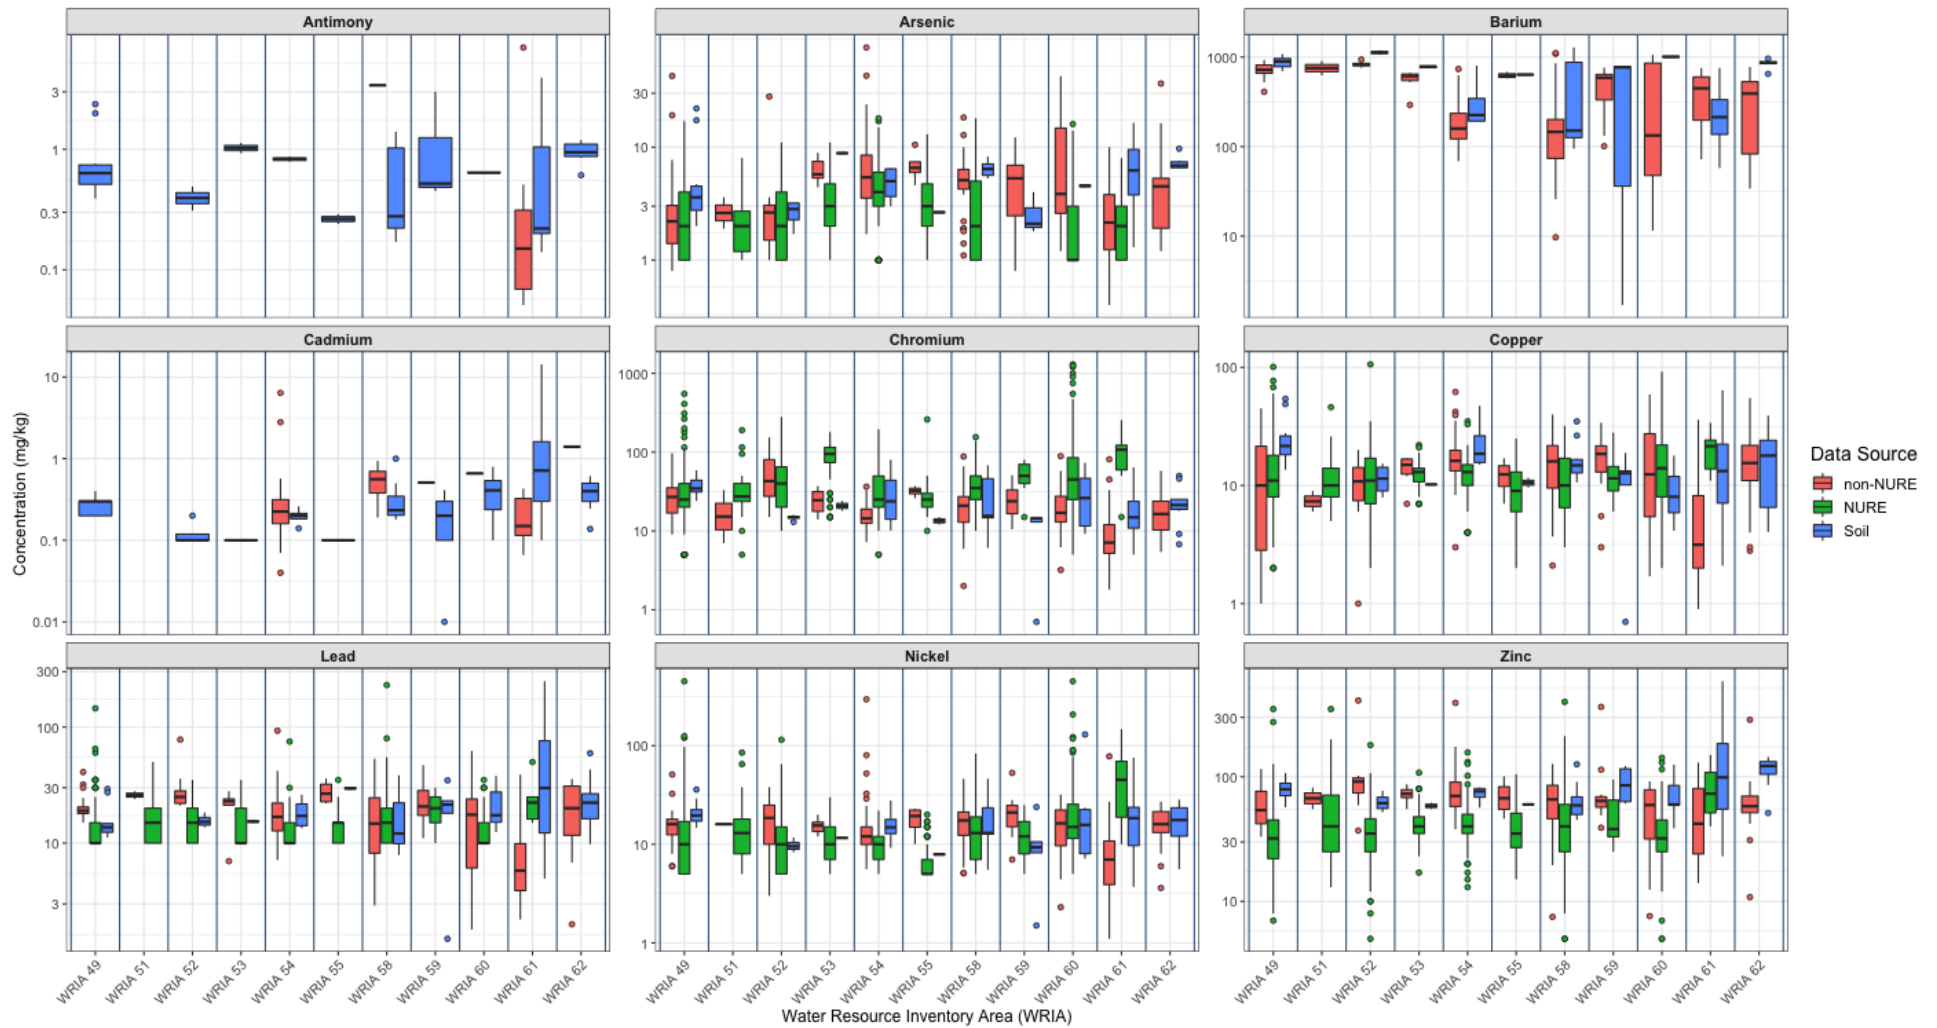 Antimony
Arsenic
Barium
3
1
0.3
0.1
30
10
3
1
1000
100
10
Cadmium
Chromium
Copper
10
1
0.1
0.01
1000
100
10
1
100
10
1
Lead
Nickel
Zinc
300
100
30
10
3
100
10
1
300
100
30
10
Concentration (mg/kg)
WRIA 49 WRIA 51 WRIA 52 WRIA 53 WRIA 54 WRIA 55 WRIA 58 WRIA 59 WRIA 60 WRIA 61 WRIA 62
WRIA 49 WRIA 51 WRIA 52 WRIA 53 WRIA 54 WRIA 55 WRIA 58 WRIA 59 WRIA 60 WRIA 61 WRIA 62
WRIA 49 WRIA 51 WRIA 52 WRIA 53 WRIA 54 WRIA 55 WRIA 58 WRIA 59 WRIA 60 WRIA 61 WRIA 62
Water Resource Inventory Area (WRIA)
Data Source
non-NURE
NURE
Soil